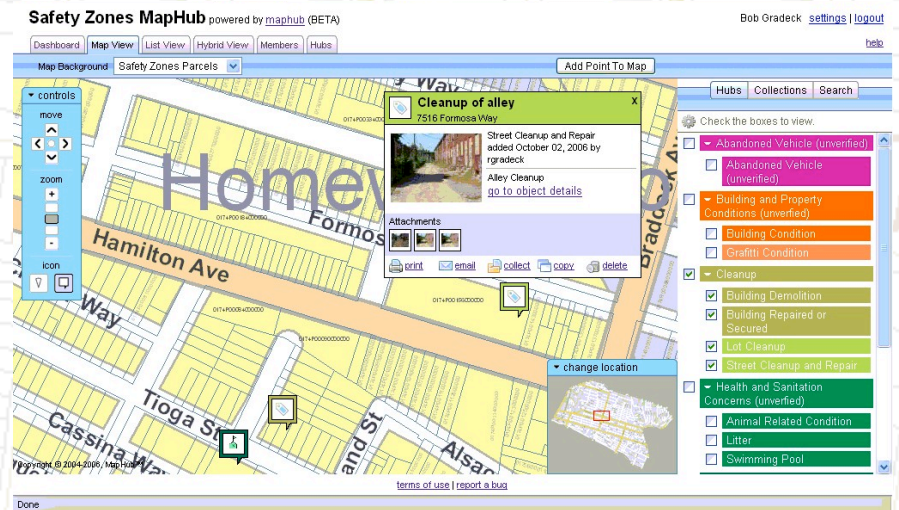 Safety Zones MapHub powered by maphub (BETA)
Bob Gradeck settings | logout
Dashboard Map View List View Hybrid View Members Hubs
help
Map Background Safety Zones Parcels
Add Point To Map
controls
move
zoom
+
-
icon
Cleanup of alley
X
7516 Formosa Way
Street Cleanup and Repair
added October 02, 2006 by
rgradeck
Alley Cleanup
go to object details
Attachments
print email collect copy delete
Way
Homew
Formos
Braddock Av
Hamilton Ave
Way
Tioga St
Cassina Way
and St
Alsac
change location
Copyright © 2004-2006, MapHub
Hubs Collections Search
Check the boxes to view.
Abandoned Vehicle (unverified)
Abandoned Vehicle
(unverified)
Building and Property
Conditions (unverfied)
Building Condition
Grafitti Condition
Cleanup
Building Demolition
Building Repaired or
Secured
Lot Cleanup
Street Cleanup and Repair
Health and Sanitation
Concerns (unverfied)
Animal Related Condition
Litter
Swimming Pool
terms of use | report a bug
Done